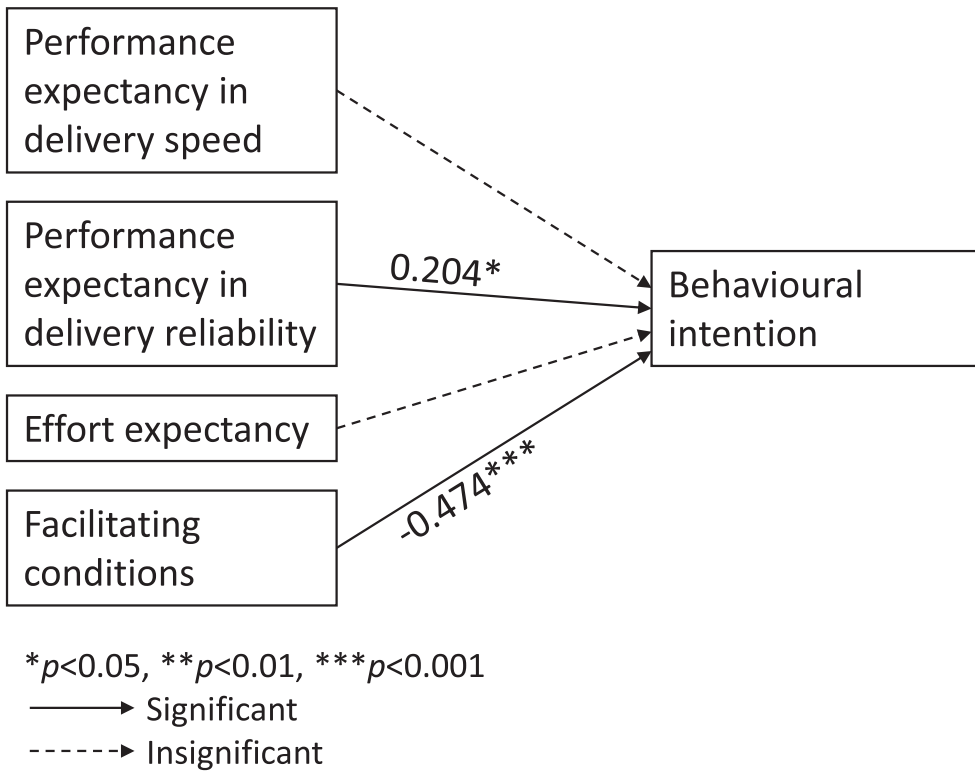 Performance
expectancy in
delivery speed
Performance
expectancy in
delivery reliability
0.204*
Behavioural
intention
Effort expectancy
-0.474***
Facilitating
conditions
*p<0.05, **p<0.01, ***p<0.001
Significant
Insignificant